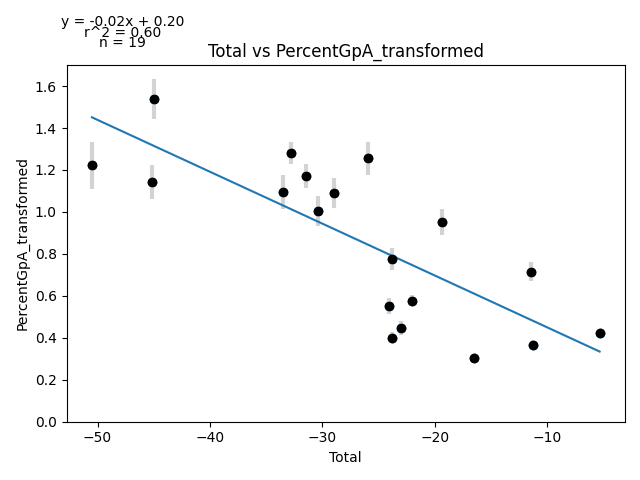 y = -0.02x + 0.20
r^2 = 0.60
n = 19
Total vs PercentGpA_transformed
PercentGpA_transformed
1.6
1.4
1.2
1.0
0.8
0.6
0.4
0.2
0.0
−50
−40
−30
−20
−10
Total